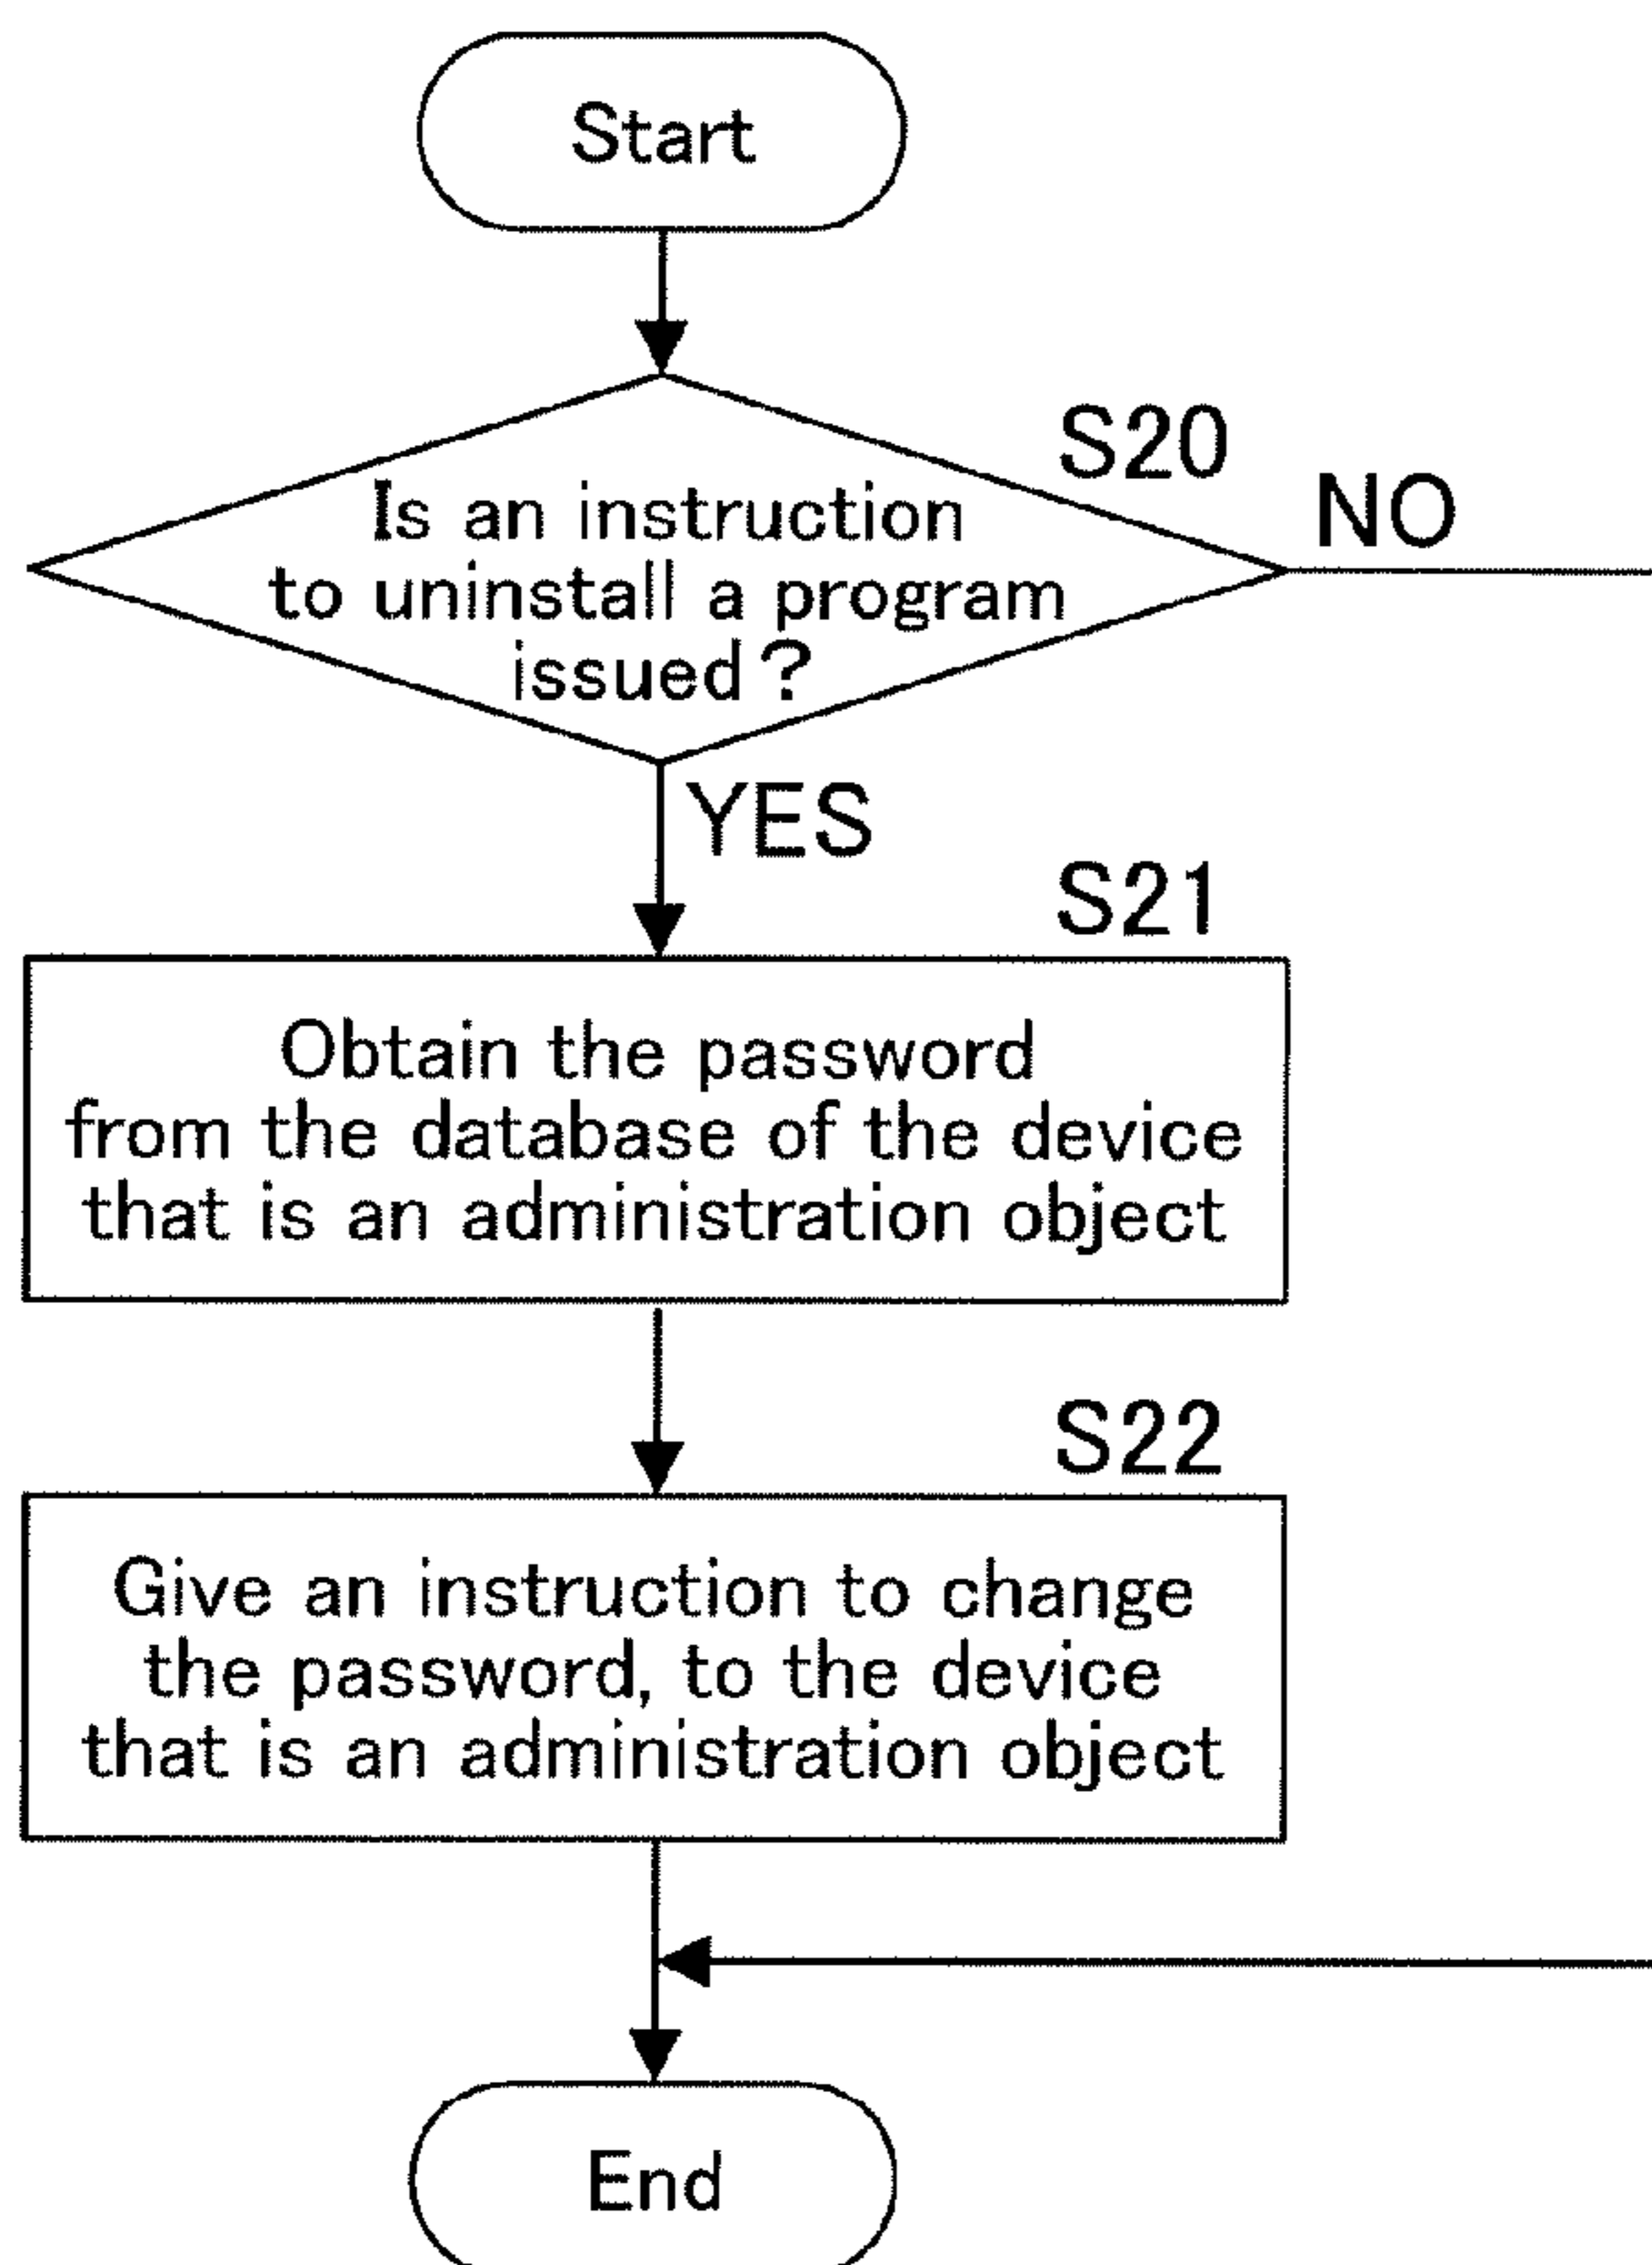 Start
S20
Is an instruction
to uninstall a program
issued?
NO
YES
S21
Obtain the password
from the database of the device
that is an administration object
S22
Give an instruction to change
the password, to the device
that is an administration object
End